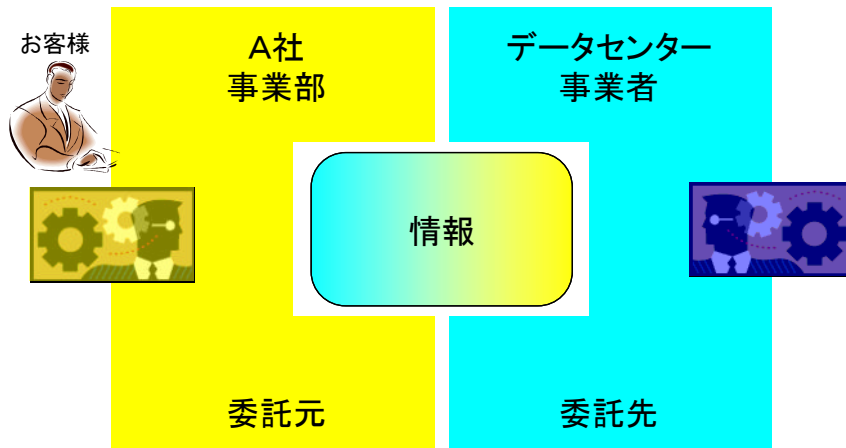 お客様
A社
事業部
データセンター
事業者
情報
委託元
委託先